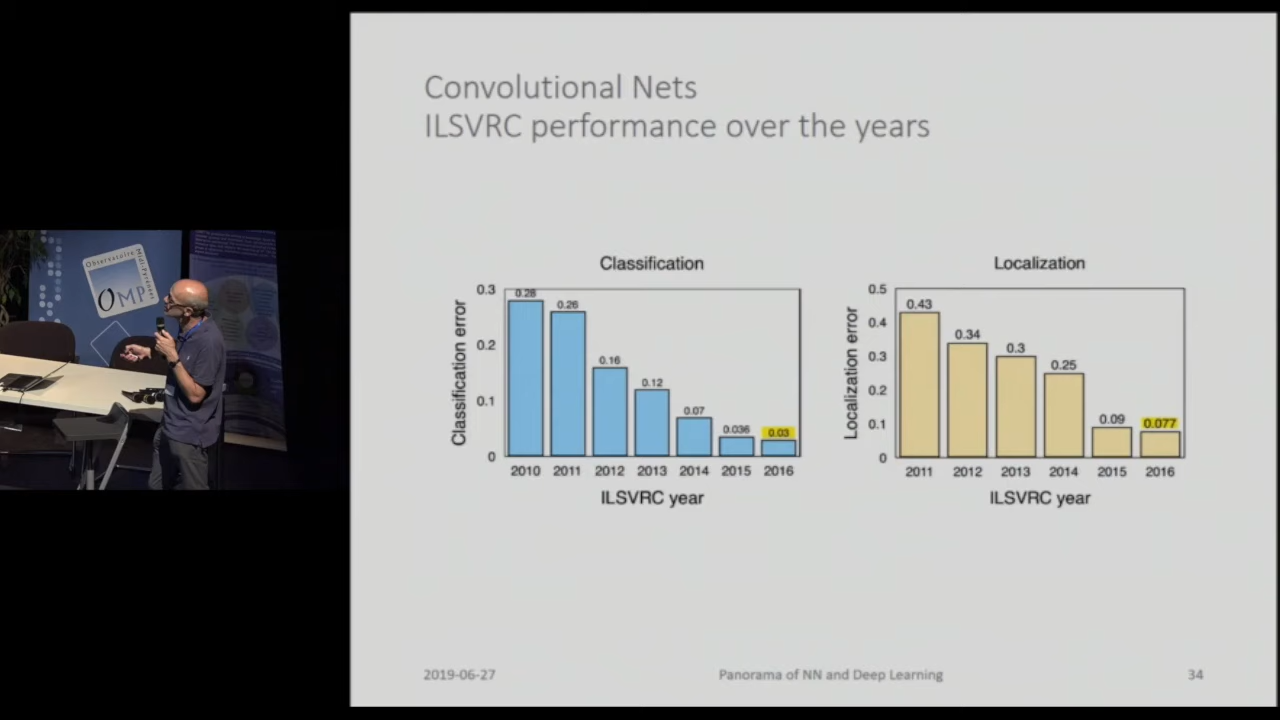 Convolutional Nets
ILSVRC performance over the years
Classification
Classification error
0.3
0.2
0.1
0
0.28
0.26
0.16
0.12
0.07
0.036
0.03
2010 2011 2012 2013 2014 2015 2016
ILSVRC year
Localization
Localization error
0.5
0.4
0.3
0.2
0.1
0
0.43
0.34
0.3
0.25
0.09
0.077
2011 2012 2013 2014 2015 2016
ILSVRC year
2019-06-27
Panorama of NN and Deep Learning
34
Observatoire
Midi-Pyrénées
OMP